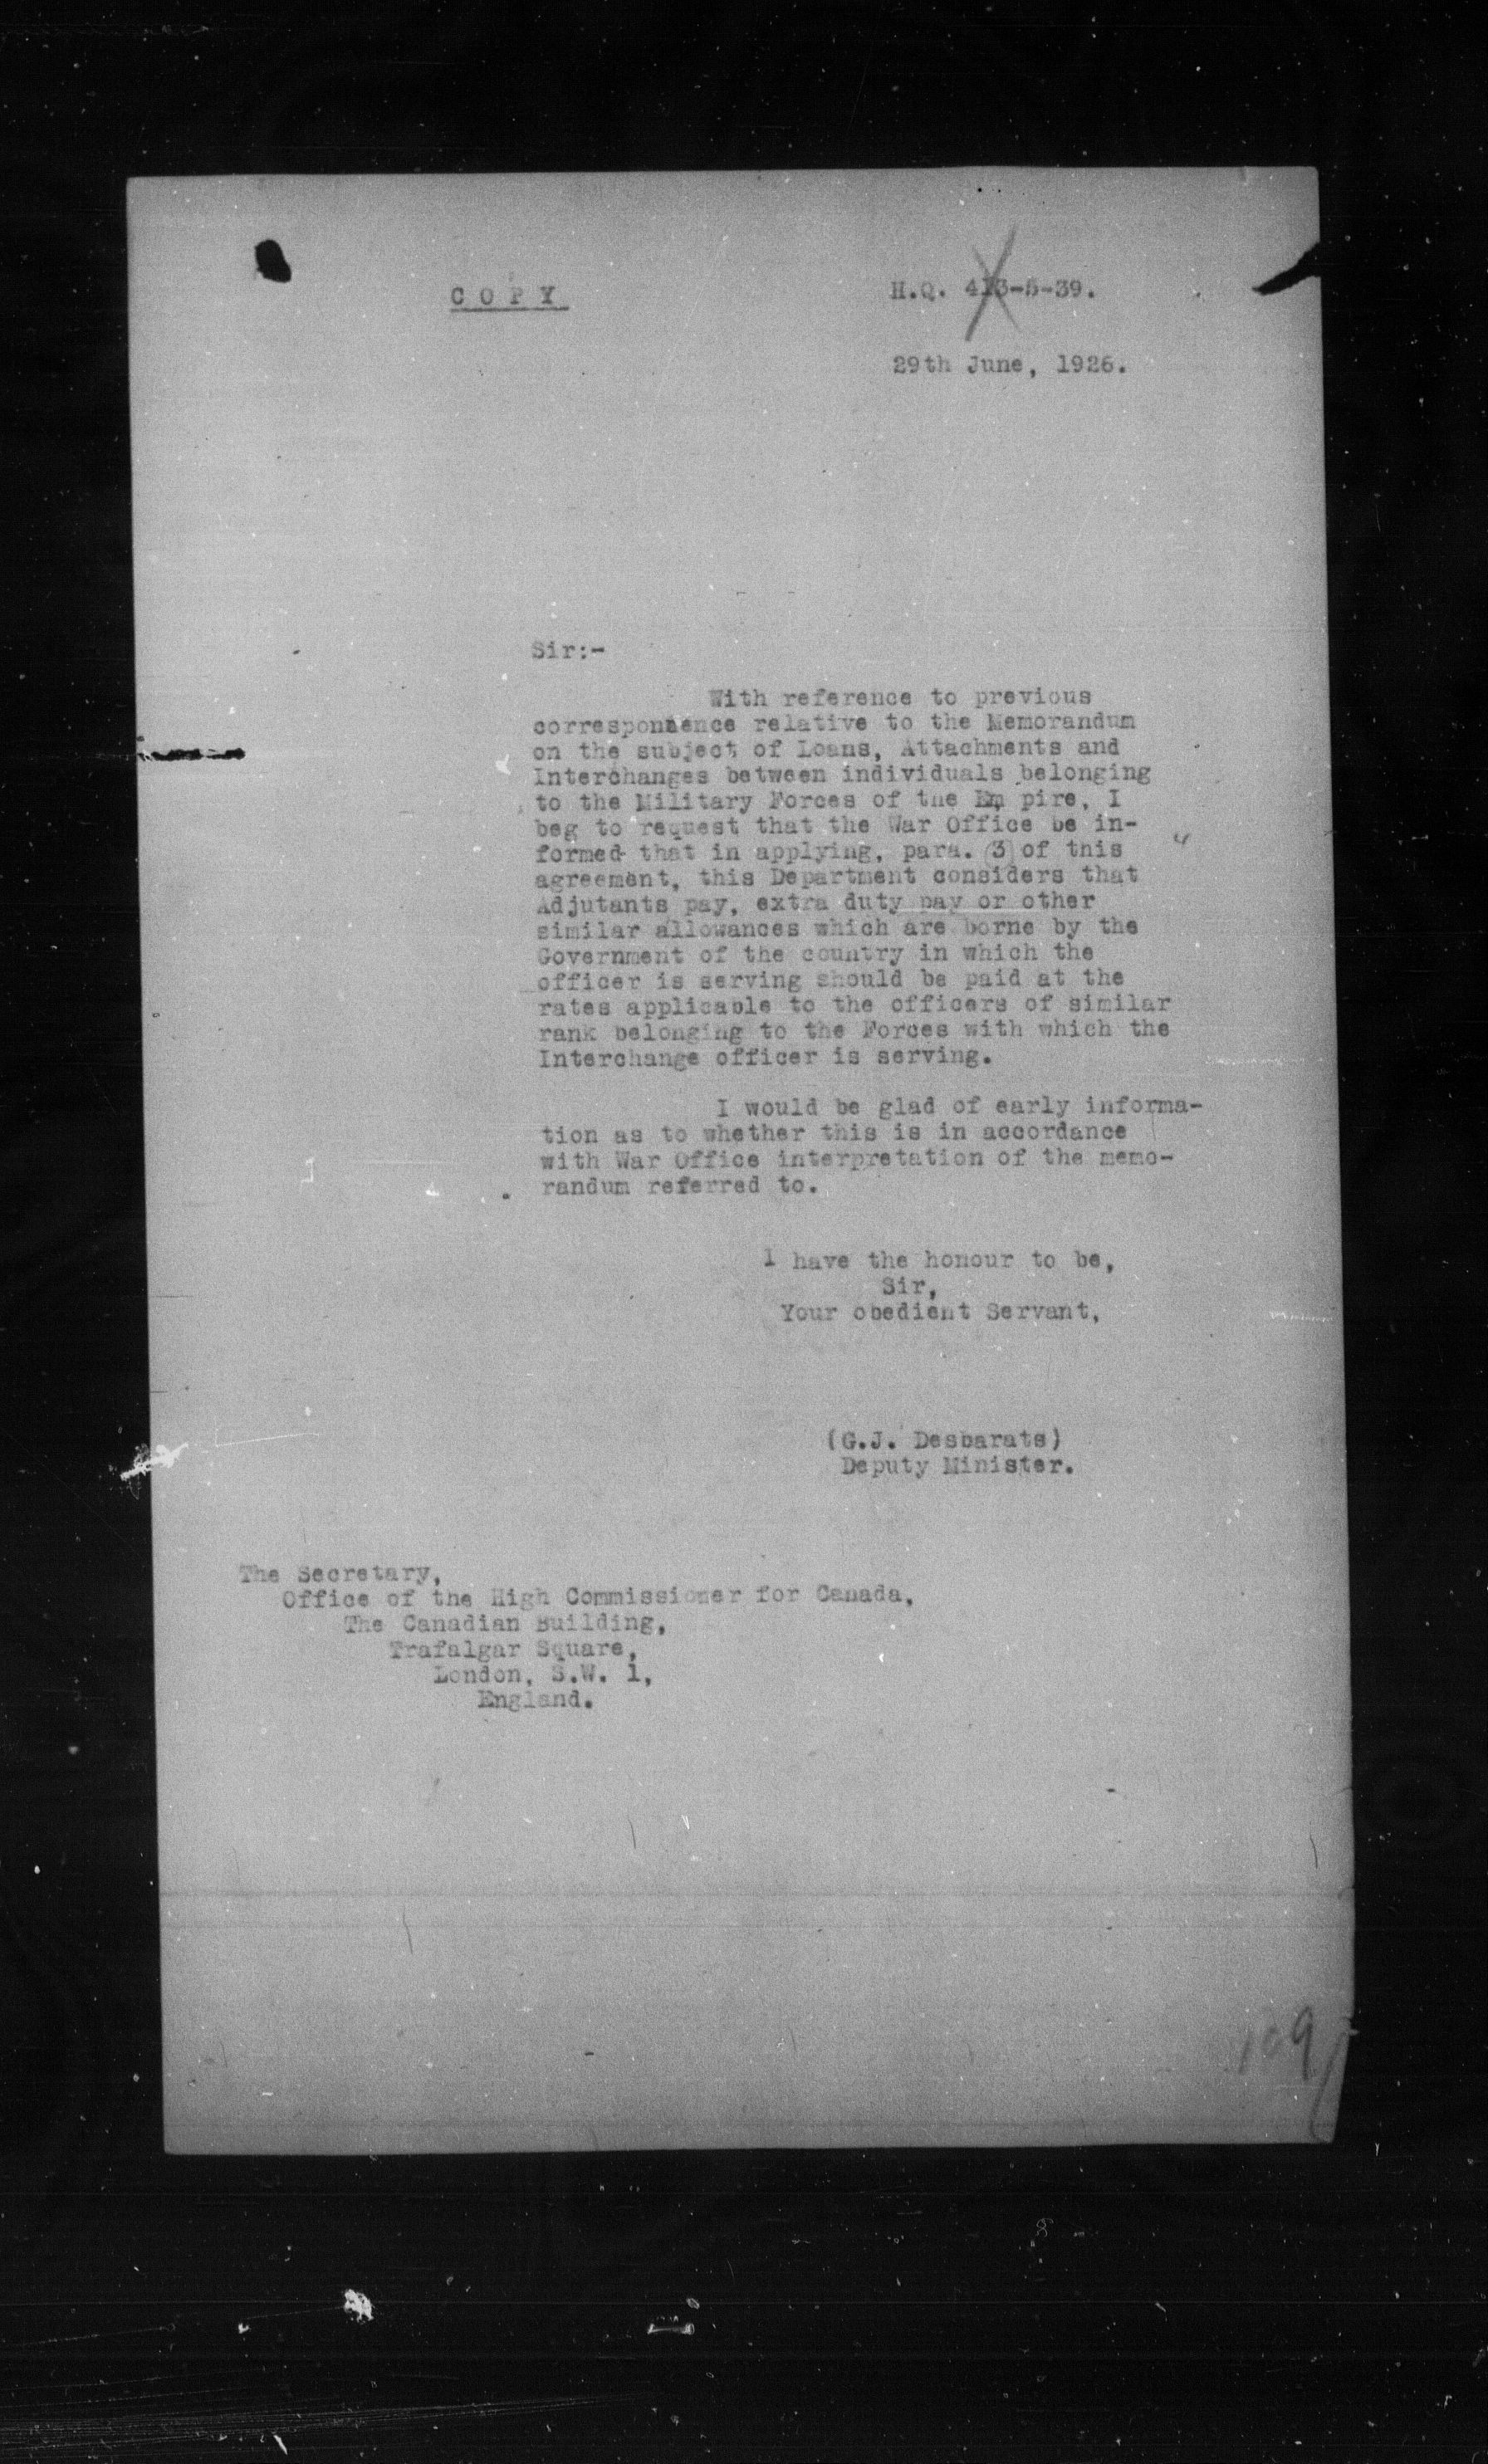 COPY
H.Q. 413-5-39.
29th June, 1926.
Sir:-
With reference to previous
correspondence relative to the Memorandum
on the subject of Loans, Attachments and
Interchanges between individuals belonging
to the Military Forces of the Em pire, I
beg to request that the War Office be in-
formed that in applying, para. 3 of this
agreement, this Department considers that
Adjutants pay, extra duty pay or other
similar allowances which are borne by the
Government of the country in which the
officer is serving should be paid at the
rates applicable to the officers of similar
rank belonging to the Forces with which the
Interchange officer is serving.
I would be glad of early informa-
tion as to whether this is in accordance
with War Office interpretation of the memo-
randum referred to.
I have the honour to be,
Sir,
Your obedient Servant,
(G.J. Desbarats)
Deputy Minister.
The Secretary,
Office of the High Commissioner for Canada,
The Canadian Building,
Trafalgar Square,
London, S.W. 1,
England.
109